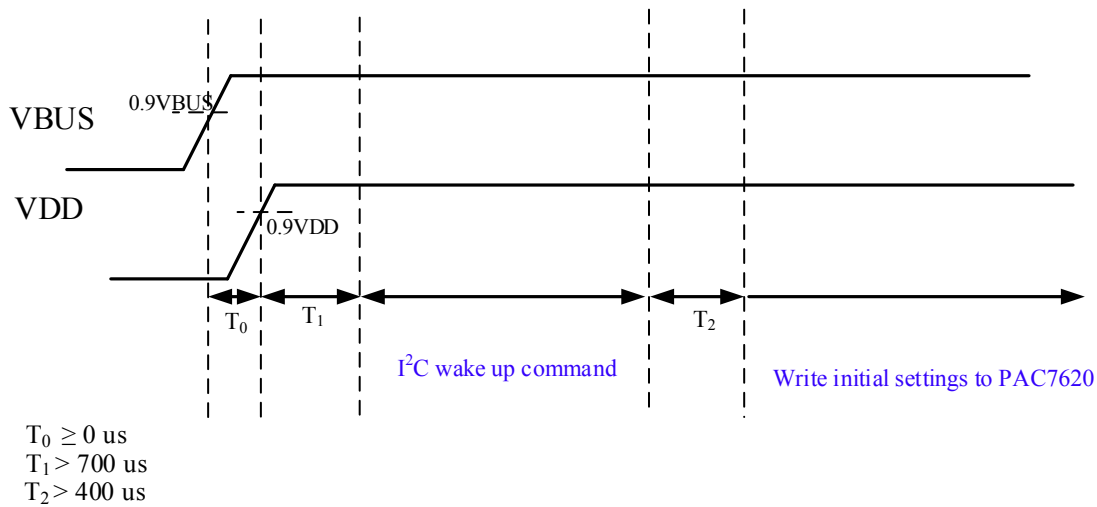 0.9VBUS
VBUS
VDD
0.9VDD
T₀
T₁
T₂
I²C wake up command
Write initial settings to PAC7620
T₀ ≥ 0 us
T₁ > 700 us
T₂ > 400 us